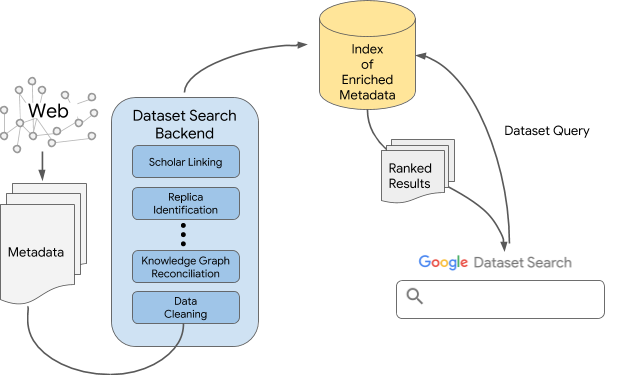 Web
Metadata
Dataset Search
Backend
Scholar Linking
Replica
Identification
Knowledge Graph
Reconciliation
Data
Cleaning
Index
of
Enriched
Metadata
Ranked
Results
Dataset Query
Google Dataset Search